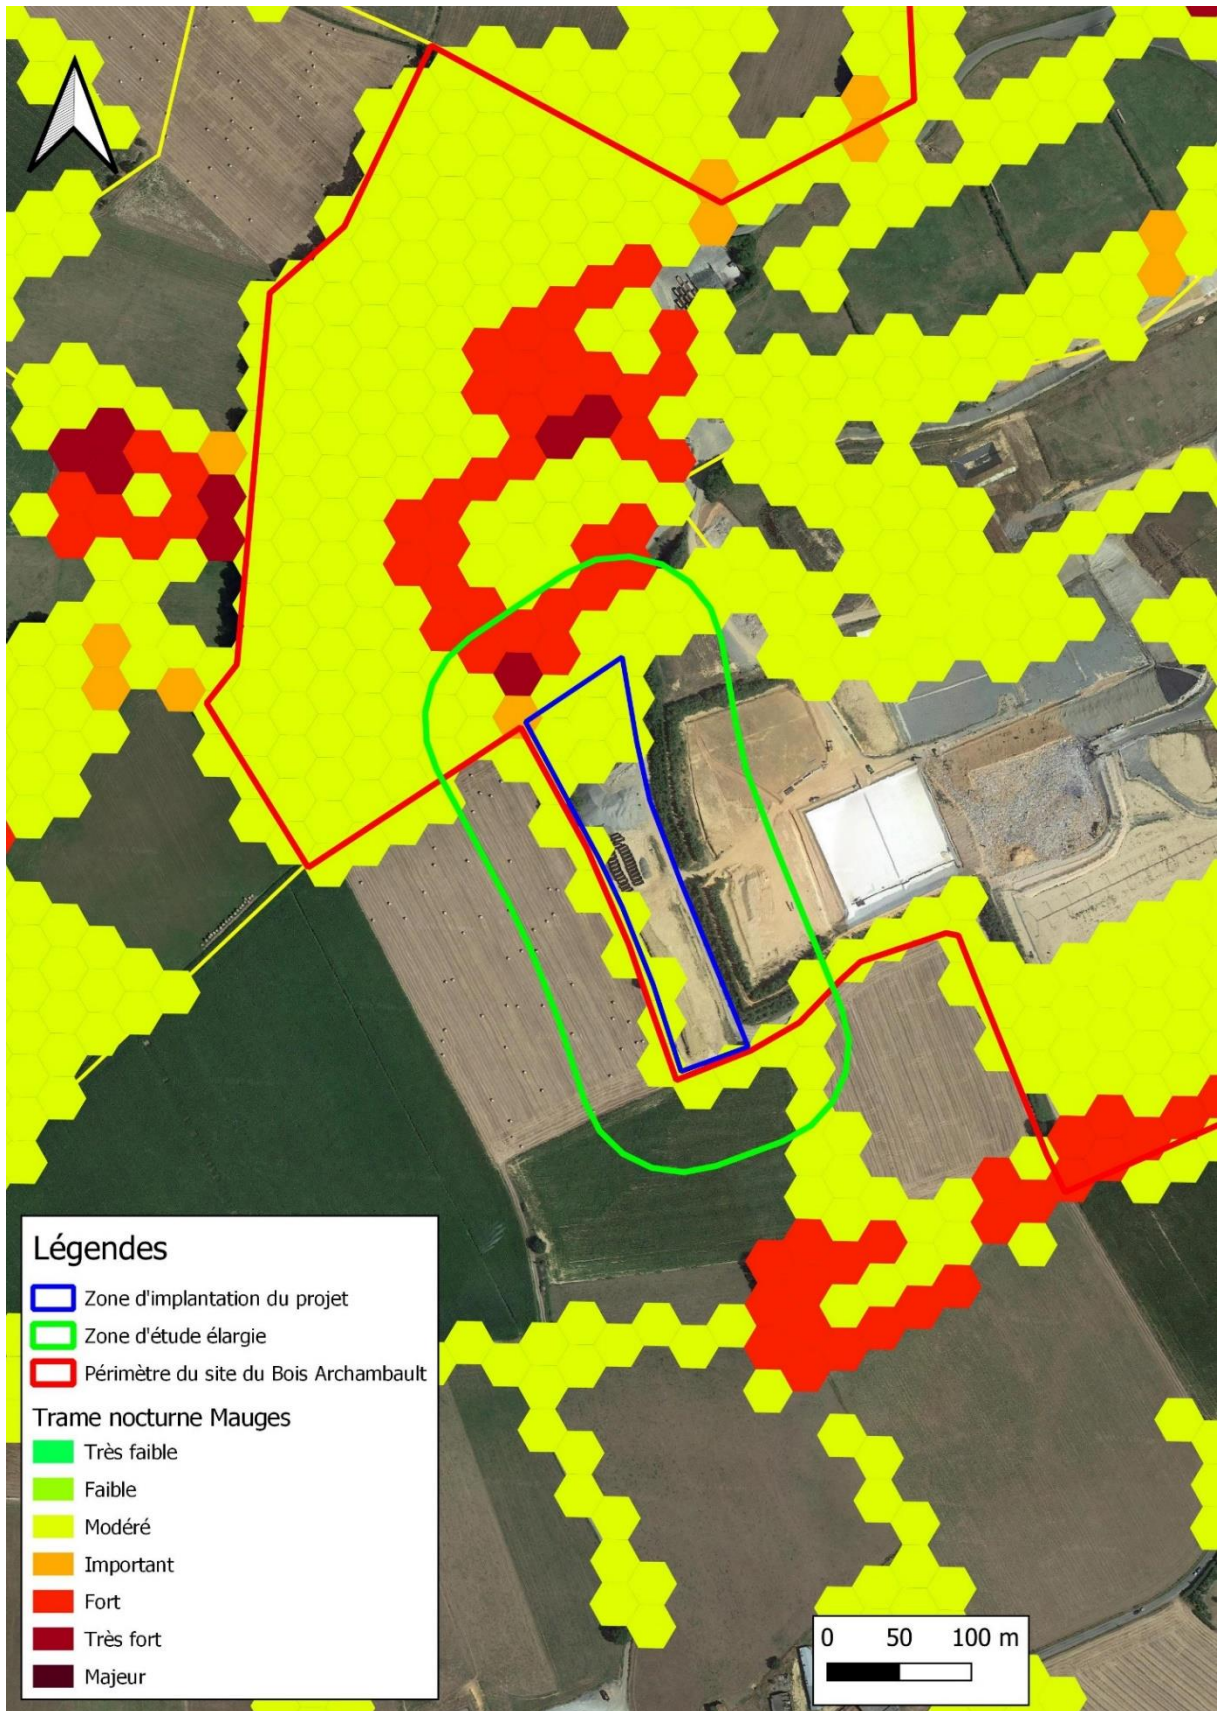 Légendes
Zone d'implantation du projet
Zone d'étude élargie
Périmètre du site du Bois Archambault
Trame nocturne Mauges
Très faible
Faible
Modéré
Important
Fort
Très fort
Majeur
0 50 100 m